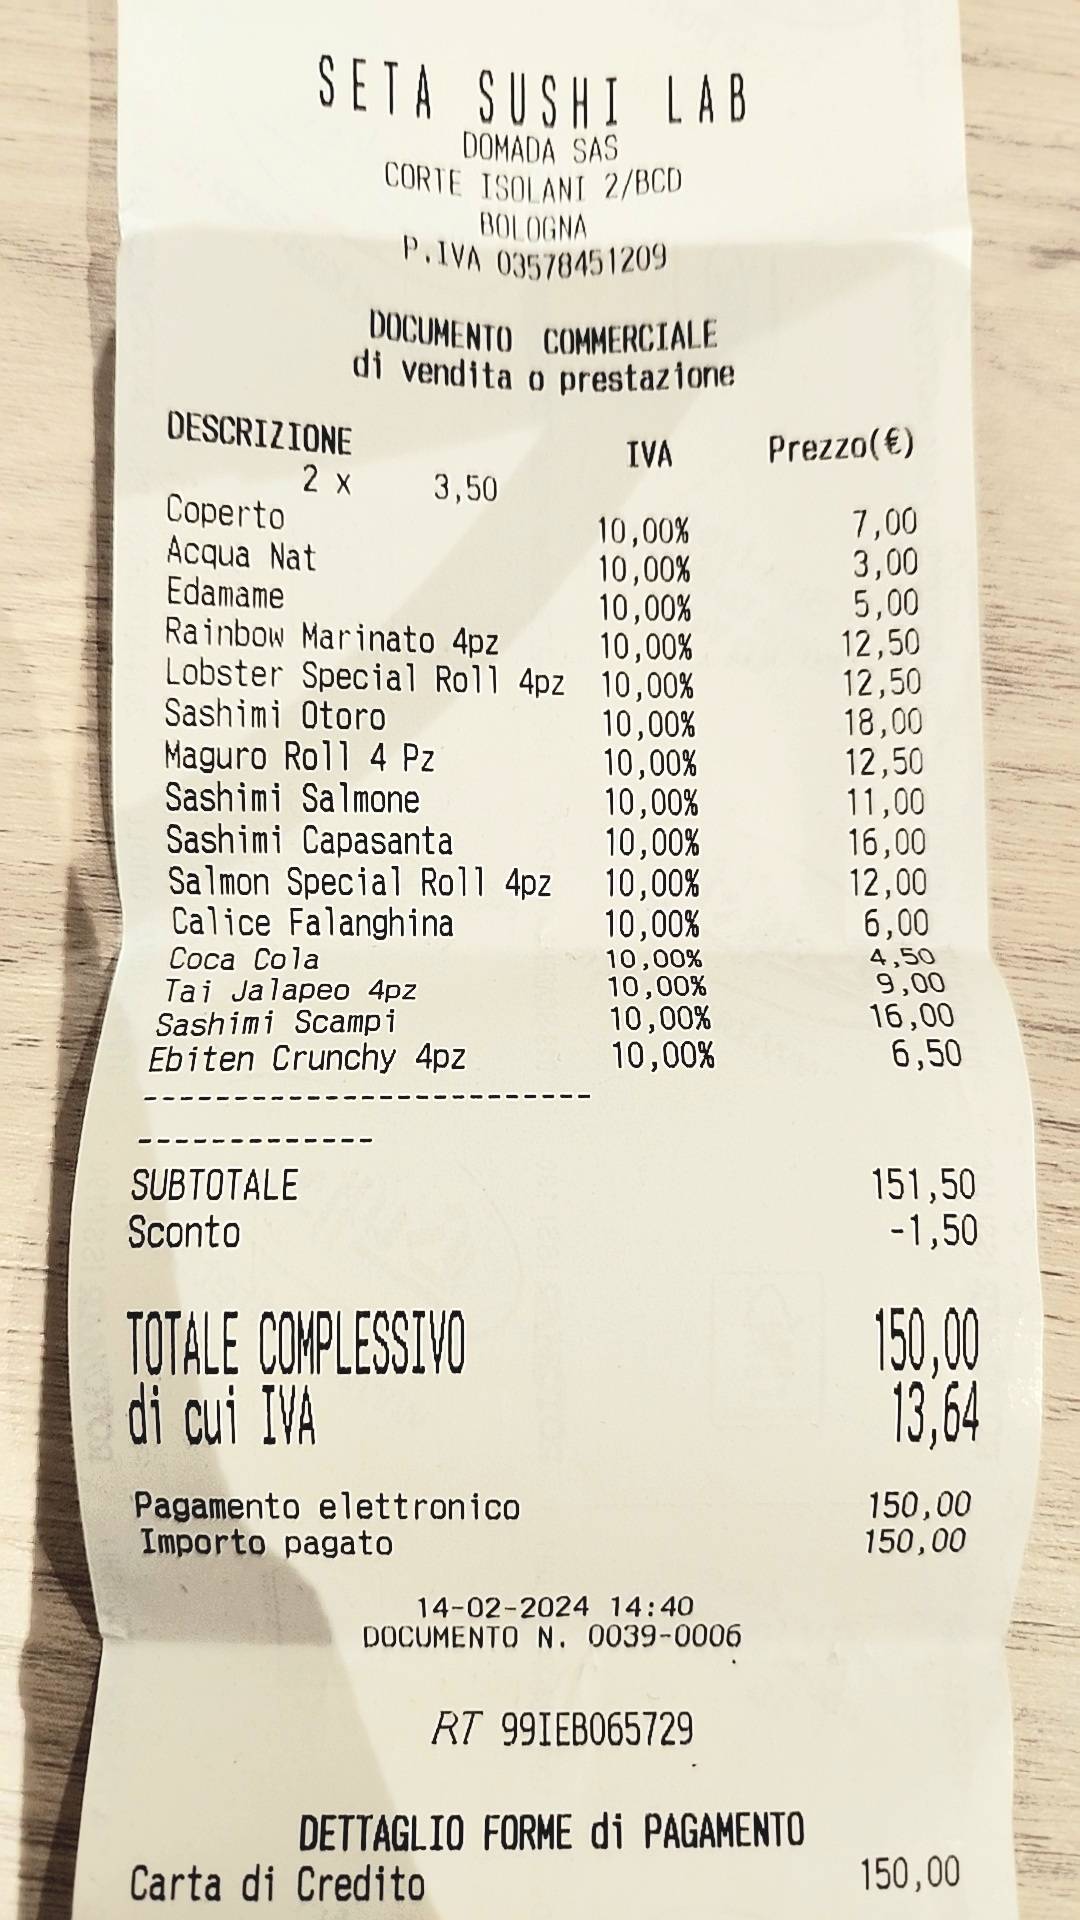 SETA SUSHI LAB
DOMADA SAS
CORTE ISOLANI 2/BCD
BOLOGNA
P.IVA 03578451209
DOCUMENTO COMMERCIALE
di vendita o prestazione
DESCRIZIONE IVA Prezzo(€)
2 x 3,50
Coperto 10,00% 7,00
Acqua Nat 10,00% 3,00
Edamame 10,00% 5,00
Rainbow Marinato 4pz 10,00% 12,50
Lobster Special Roll 4pz 10,00% 12,50
Sashimi Otoro 10,00% 18,00
Maguro Roll 4 Pz 10,00% 12,50
Sashimi Salmone 10,00% 11,00
Sashimi Capasanta 10,00% 16,00
Salmon Special Roll 4pz 10,00% 12,00
Calice Falanghina 10,00% 6,00
Coca Cola 10,00% 4,50
Tai Jalapeo 4pz 10,00% 9,00
Sashimi Scampi 10,00% 16,00
Ebiten Crunchy 4pz 10,00% 6,50
-------------------------
-------------
SUBTOTALE 151,50
Sconto -1,50
TOTALE COMPLESSIVO 150,00
di cui IVA 13,64
Pagamento elettronico 150,00
Importo pagato 150,00
14-02-2024 14:40
DOCUMENTO N. 0039-0006
RT 99IEB065729
DETTAGLIO FORME di PAGAMENTO
Carta di Credito 150,00